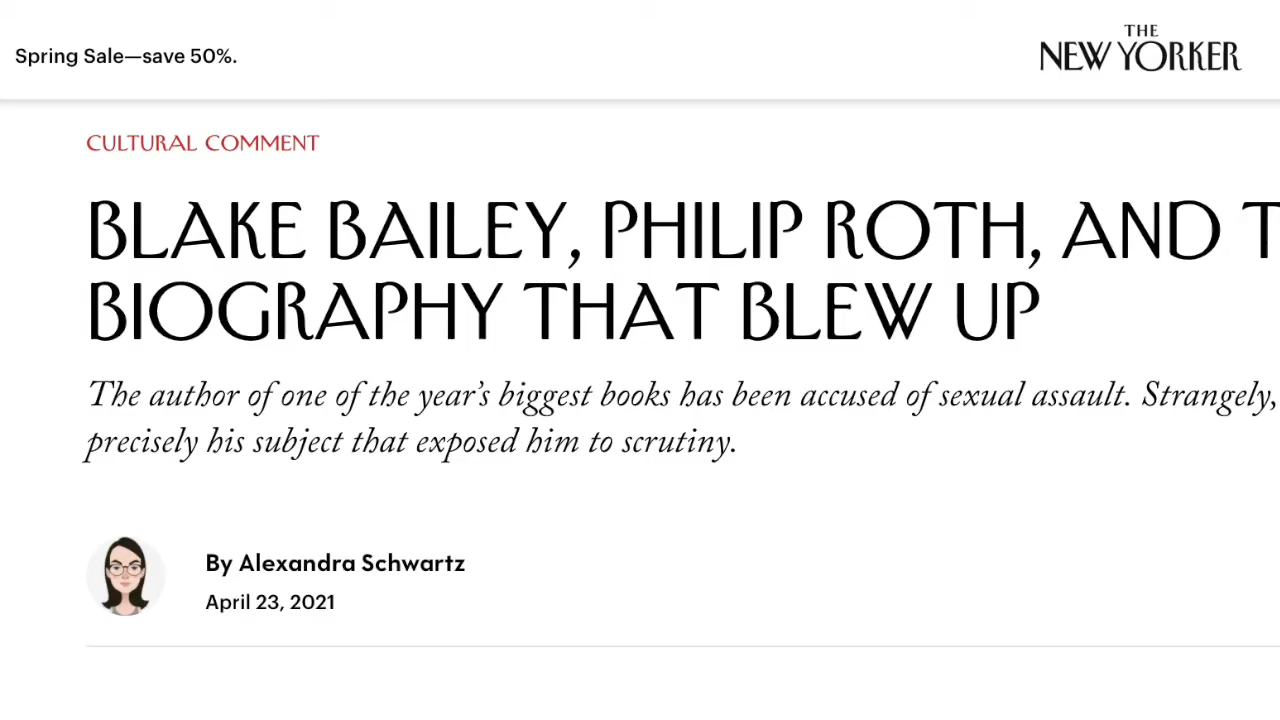 Spring Sale—save 50%.
THE
NEW YORKER
CULTURAL COMMENT
BLAKE BAILEY, PHILIP ROTH, AND T
BIOGRAPHY THAT BLEW UP
The author of one of the year’s biggest books has been accused of sexual assault. Strangely,
precisely his subject that exposed him to scrutiny.
By Alexandra Schwartz
April 23, 2021